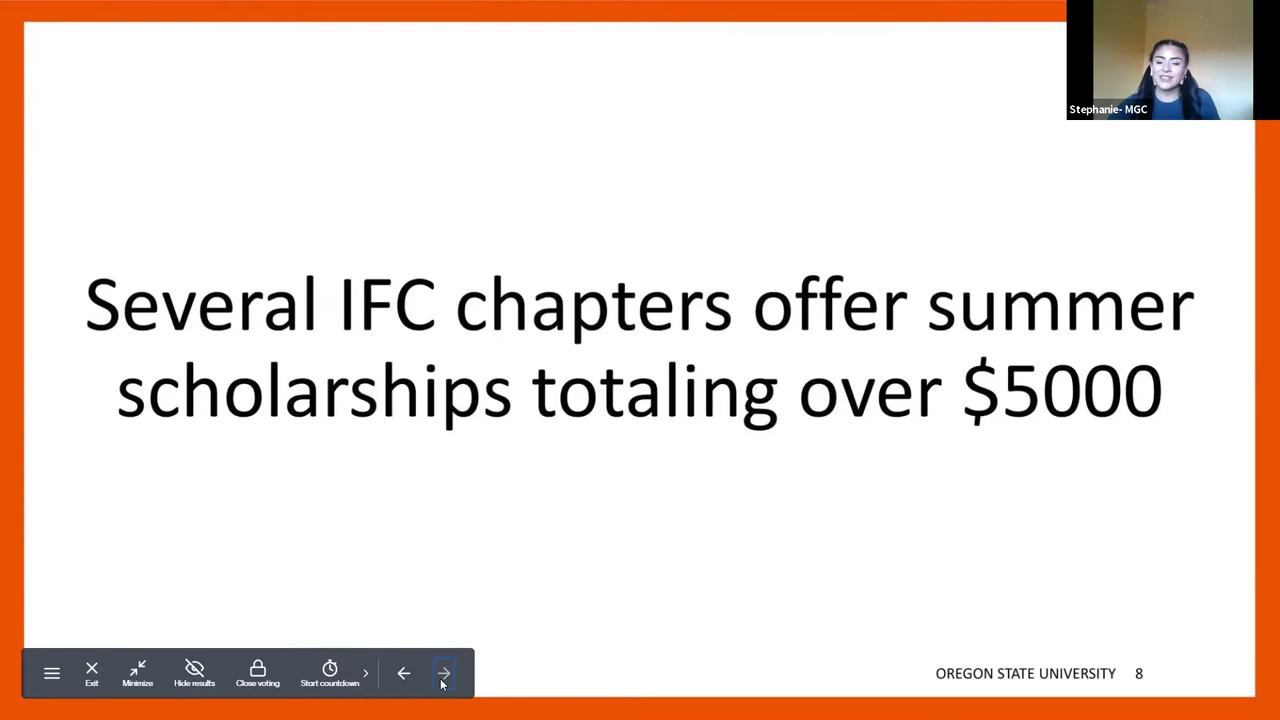 Stephanie- MGC
Several IFC chapters offer summer
scholarships totaling over $5000
Exit
Minimize
Hide results
Close voting
Start countdown
OREGON STATE UNIVERSITY 8